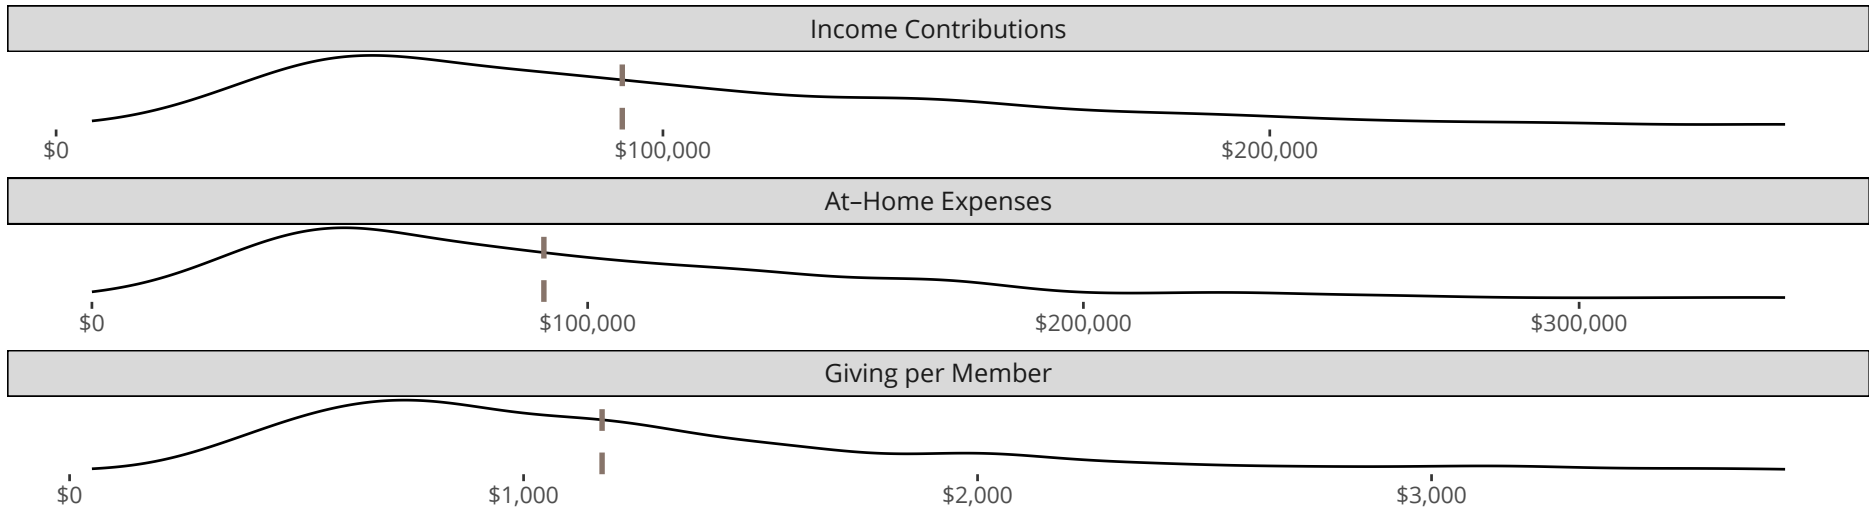 Income Contributions
$0 $100,000 $200,000
At–Home Expenses
$0 $100,000 $200,000 $300,000
Giving per Member
$0 $1,000 $2,000 $3,000